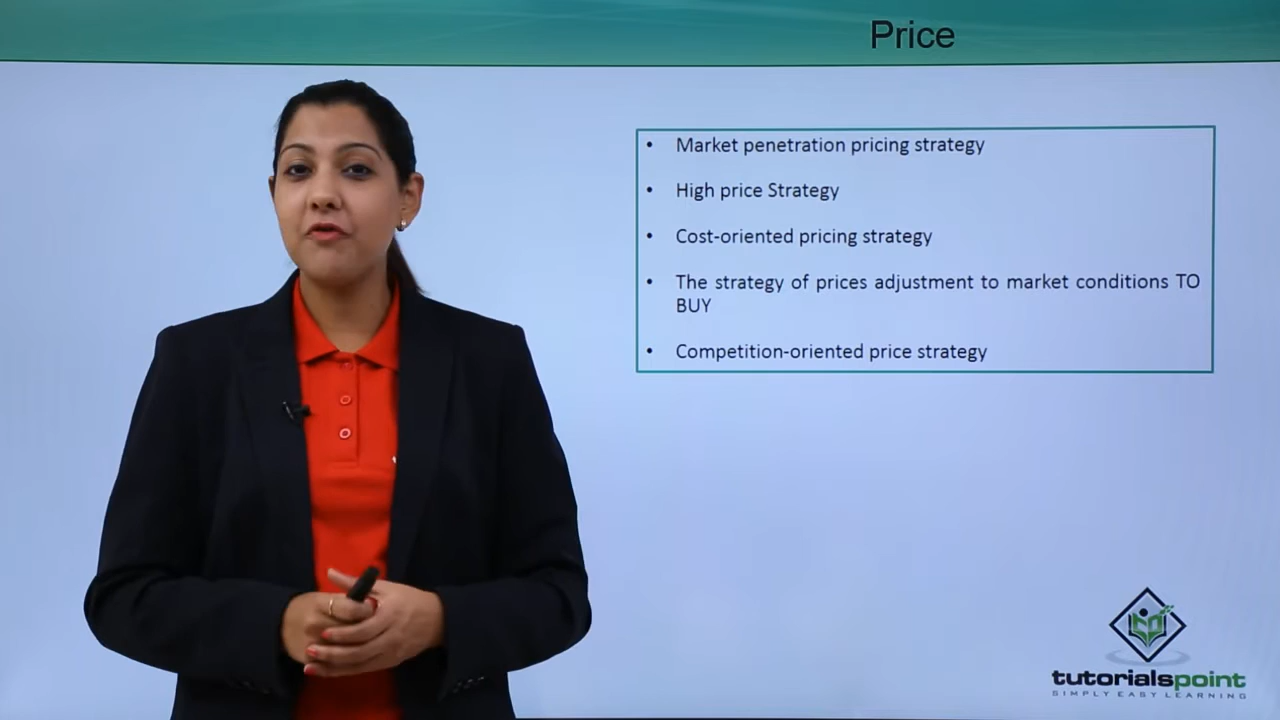 Price
• Market penetration pricing strategy
• High price Strategy
• Cost-oriented pricing strategy
• The strategy of prices adjustment to market conditions TO
BUY
• Competition-oriented price strategy
tutorialspoint
SIMPLY EASY LEARNING